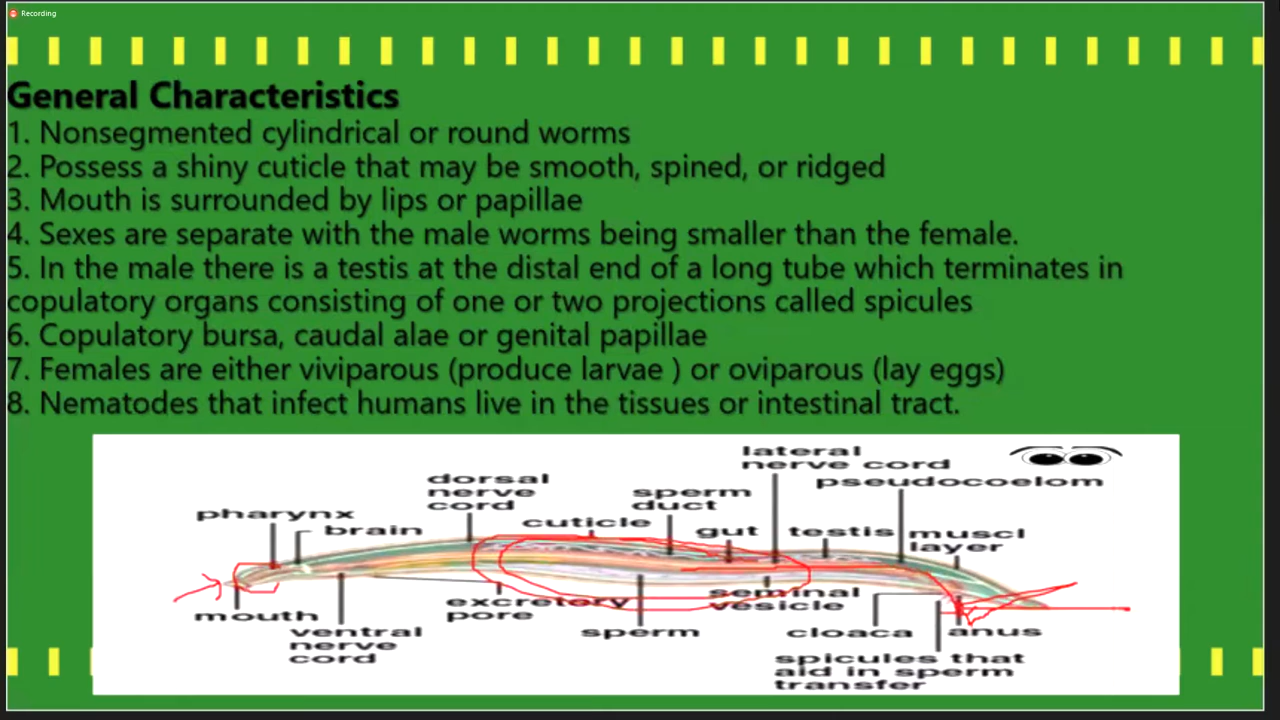 Recording
General Characteristics
1. Nonsegmented cylindrical or round worms
2. Possess a shiny cuticle that may be smooth, spined, or ridged
3. Mouth is surrounded by lips or papillae
4. Sexes are separate with the male worms being smaller than the female.
5. In the male there is a testis at the distal end of a long tube which terminates in
copulatory organs consisting of one or two projections called spicules
6. Copulatory bursa, caudal alae or genital papillae
7. Females are either viviparous (produce larvae ) or oviparous (lay eggs)
8. Nematodes that infect humans live in the tissues or intestinal tract.
lateral
nerve cord
pseudocoelom
dorsal
nerve
cord
sperm
duct
pharynx
brain
cuticle
gut
testis
muscl
layer
mouth
excretory
pore
seminal
vesicle
ventral
nerve
cord
sperm
cloaca
anus
spicules that
aid in sperm
transfer